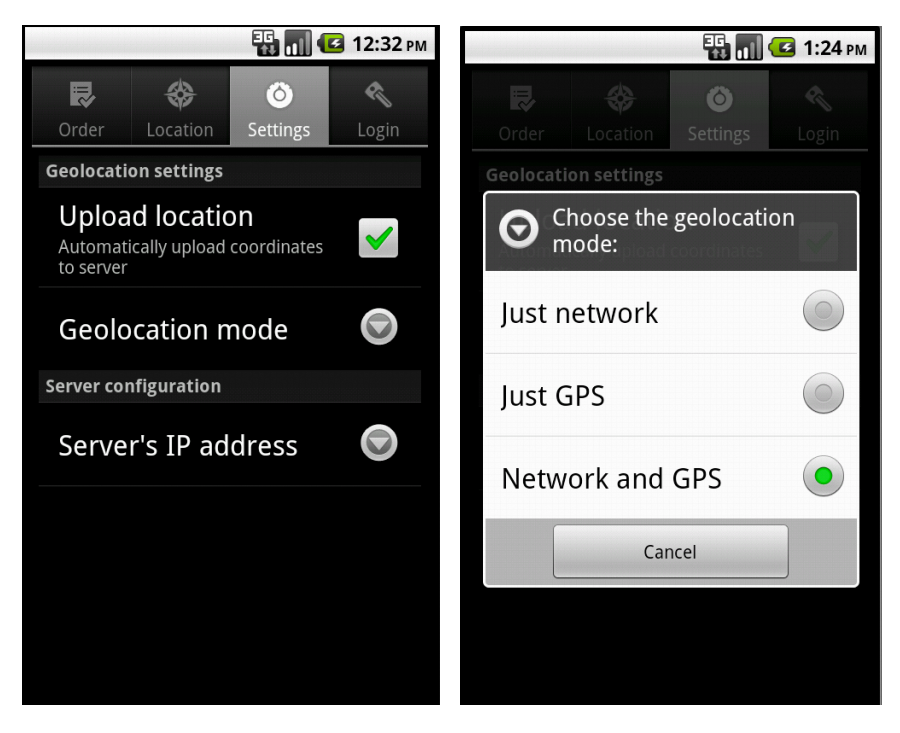 3G 12:32 PM
Order Location Settings Login
Geolocation settings
Upload location
Automatically upload coordinates
to server
Geolocation mode
Server configuration
Server's IP address
3G 1:24 PM
Order Location Settings Login
Geolocation settings
Choose the geolocation
mode:
Just network
Just GPS
Network and GPS
Cancel